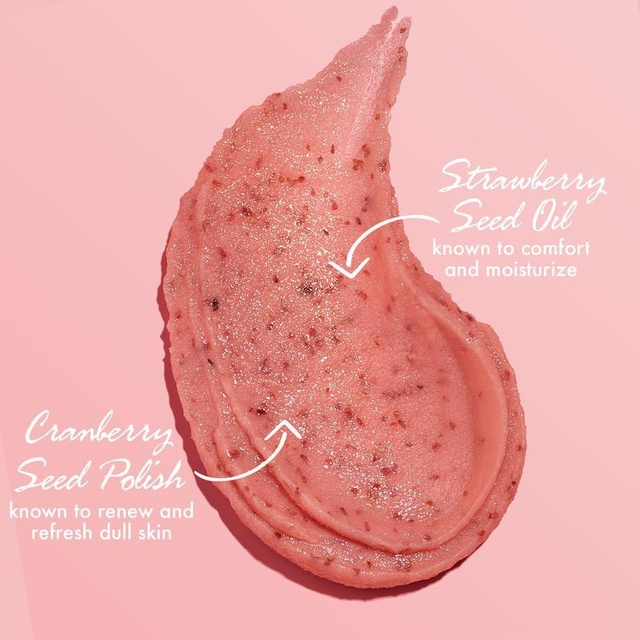 Strawberry
Seed Oil
known to comfort
and moisturize
Cranberry
Seed Polish
known to renew and
refresh dull skin